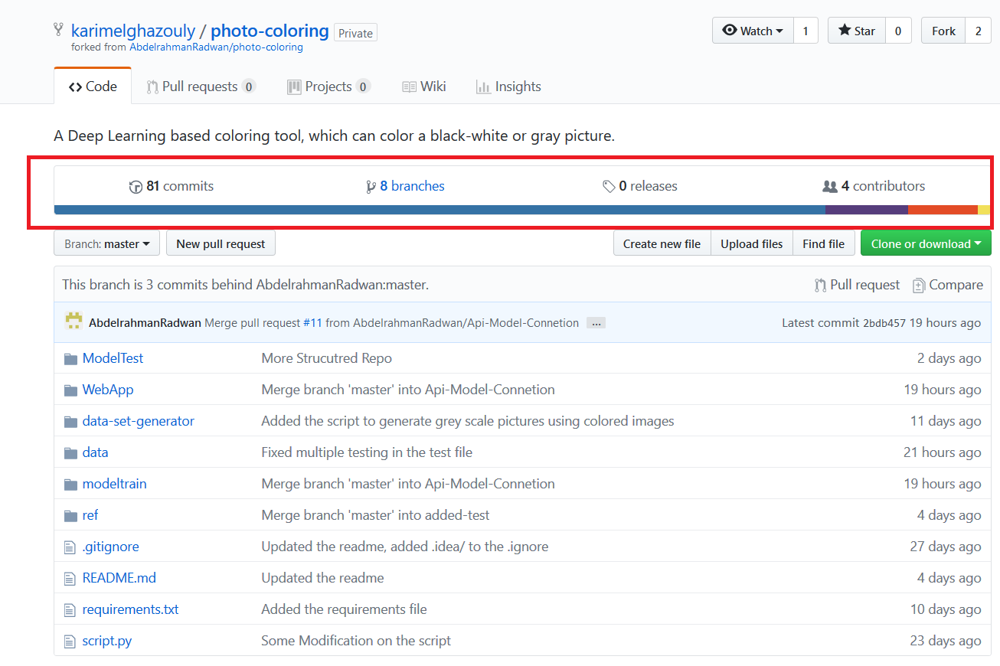 karimelghazouly / photo-coloring Private Watch 1 Star 0 Fork 2
forked from AbdelrahmanRadwan/photo-coloring
Code Pull requests 0 Projects 0 Wiki Insights
A Deep Learning based coloring tool, which can color a black-white or gray picture.
81 commits 8 branches 0 releases 4 contributors
Branch: master New pull request Create new file Upload files Find file Clone or download
This branch is 3 commits behind AbdelrahmanRadwan:master. Pull request Compare
AbdelrahmanRadwan Merge pull request #11 from AbdelrahmanRadwan/Api-Model-Connetion ... Latest commit 2bdb457 19 hours ago
ModelTest More Strucutred Repo 2 days ago
WebApp Merge branch 'master' into Api-Model-Connetion 19 hours ago
data-set-generator Added the script to generate grey scale pictures using colored images 11 days ago
data Fixed multiple testing in the test file 21 hours ago
modeltrain Merge branch 'master' into Api-Model-Connetion 19 hours ago
ref Merge branch 'master' into added-test 4 days ago
.gitignore Updated the readme, added .idea/ to the .ignore 27 days ago
README.md Updated the readme 4 days ago
requirements.txt Added the requirements file 10 days ago
script.py Some Modification on the script 23 days ago